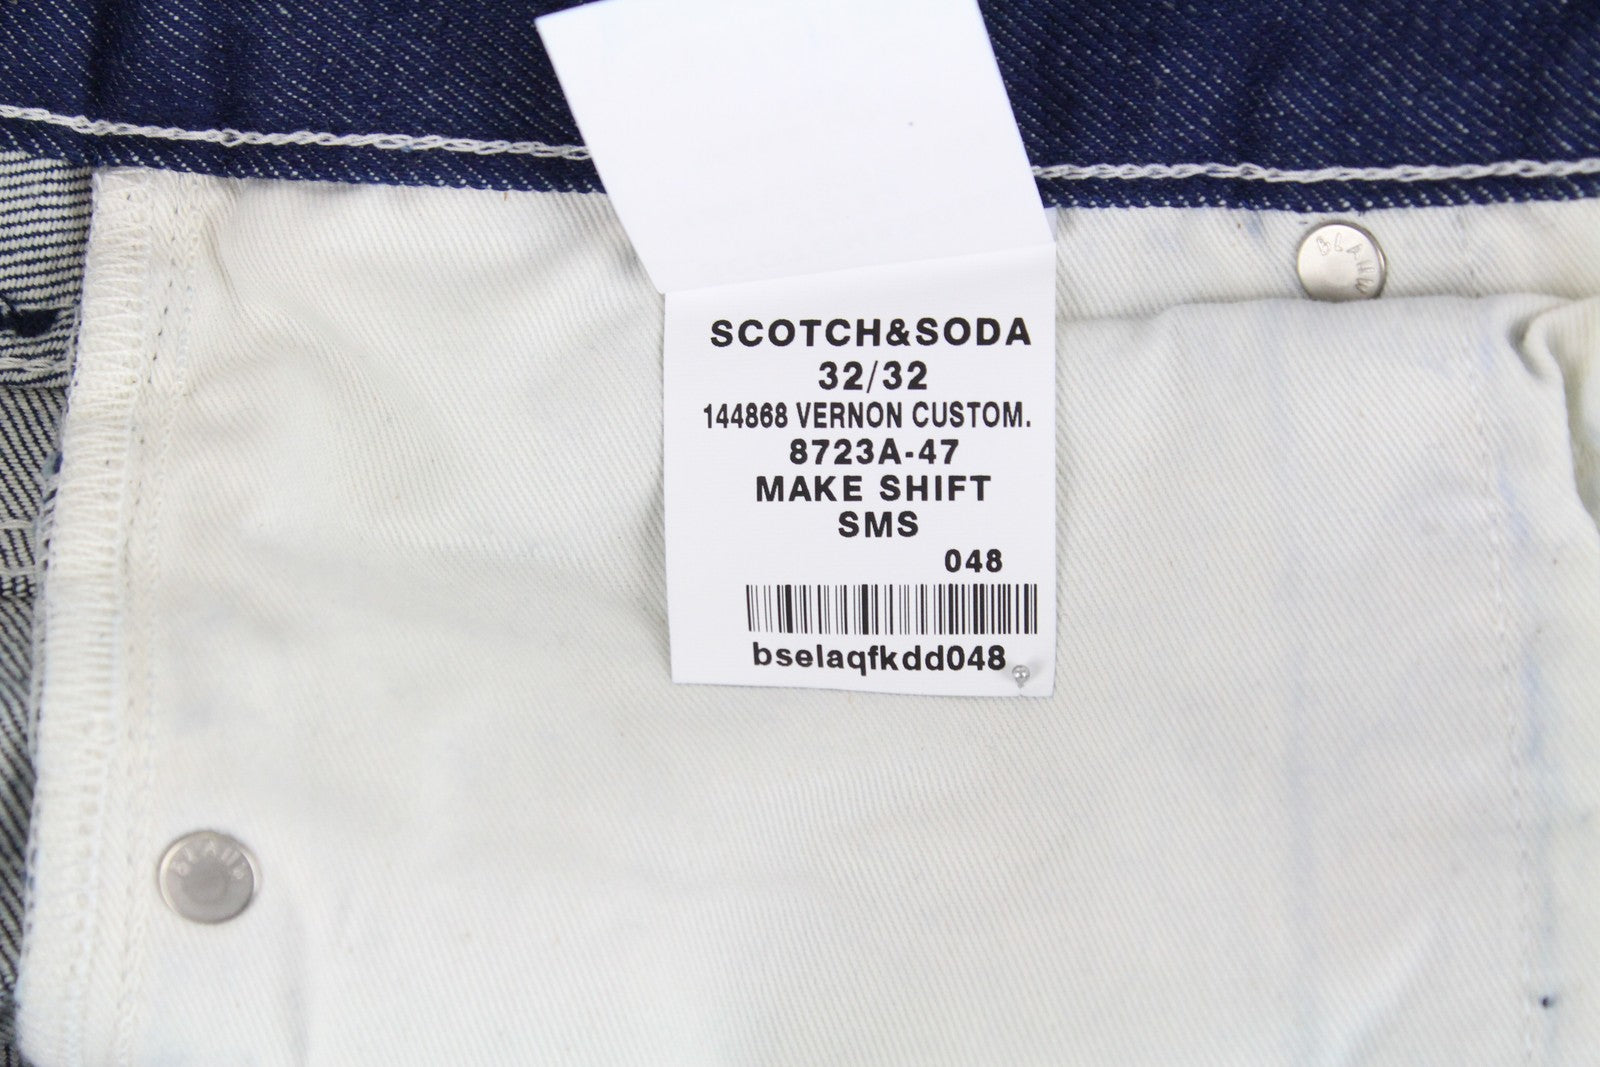 SCOTCH&SODA
32/32
144868 VERNON CUSTOM.
8723A-47
MAKE SHIFT
SMS
048
bselaqfkdd048